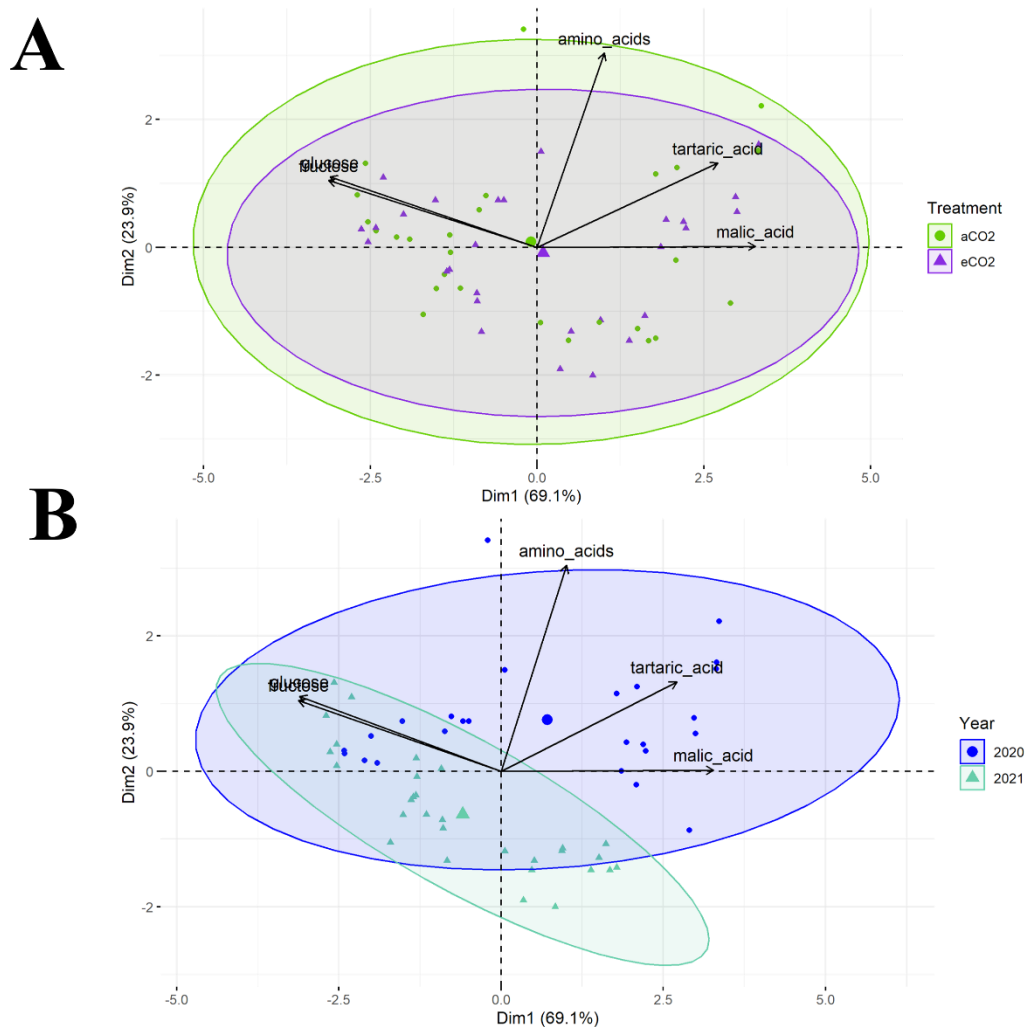 A
amino_acids
tartaric_acid
glucose
fructose
malic_acid
2
0
-2
Dim2 (23.9%)
-5.0
-2.5
0.0
2.5
5.0
Dim1 (69.1%)
Treatment
aCO2
eCO2
B
amino_acids
tartaric_acid
glucose
fructose
malic_acid
2
0
-2
Dim2 (23.9%)
-5.0
-2.5
0.0
2.5
5.0
Dim1 (69.1%)
Year
2020
2021